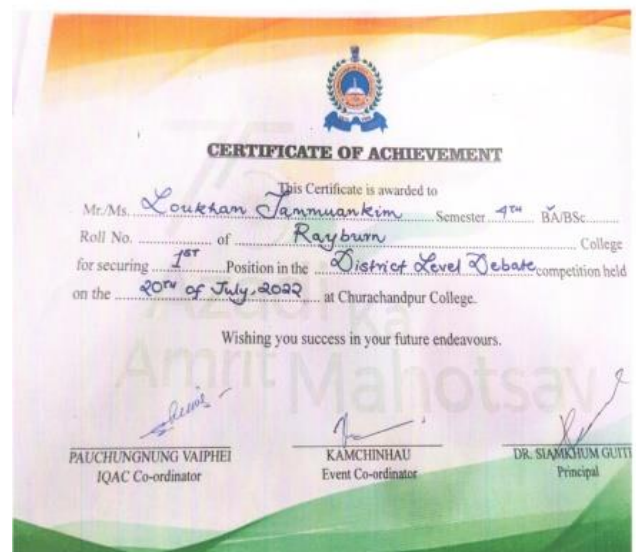 CERTIFICATE OF ACHIEVEMENT
This Certificate is awarded to
Mr./Ms. Loukhan Tammuankim Semester 4TH BA/BSc
Roll No. of Rayburn College
for securing 1ST Position in the District Level Debate competition held
on the 20TH of July, 2022 at Churachandpur College.
Wishing you success in your future endeavours.
Azadi Ka
Amrit Mahotsav
PAUCHUNGNUNG VAIPHEI
IQAC Co-ordinator
KAMCHINHAU
Event Co-ordinator
DR. SIAMKHUM GUITE
Principal